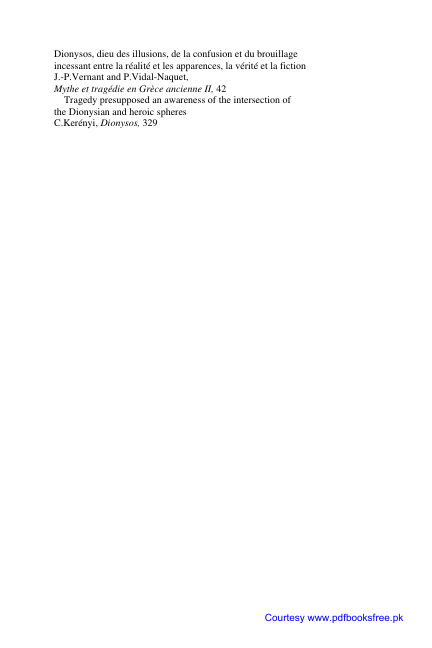 Dionysos, dieu des illusions, de la confusion et du brouillage
incessant entre la réalité et les apparences, la vérité et la fiction
J.-P.Vernant and P.Vidal-Naquet,
Mythe et tragédie en Grèce ancienne II, 42
Tragedy presupposed an awareness of the intersection of
the Dionysian and heroic spheres
C.Kerényi, Dionysos, 329
Courtesy www.pdfbooksfree.pk